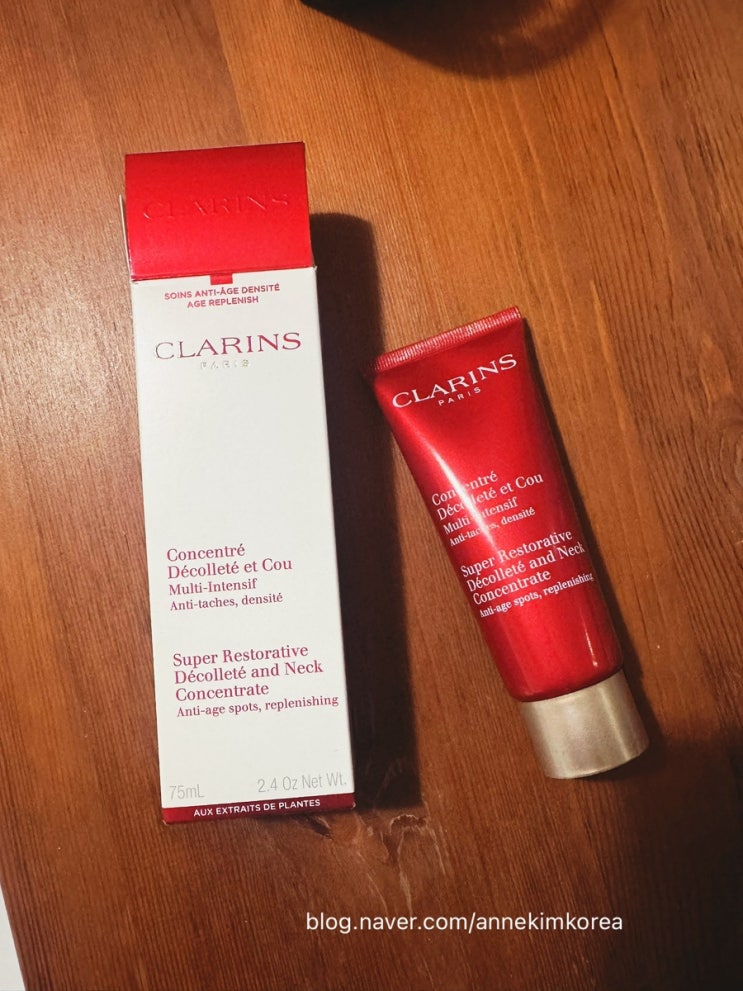 CLARINS
SOINS ANTI-ÂGE DENSITÉ
AGE REPLENISH
CLARINS
PARIS
Concentré
Décolleté et Cou
Multi-Intensif
Anti-taches, densité
Super Restorative
Décolleté and Neck
Concentrate
Anti-age spots, replenishing
75mL 2.4 Oz Net Wt.
AUX EXTRAITS DE PLANTES
CLARINS
PARIS
Concentré
Décolleté et Cou
Multi-Intensif
Anti-taches, densité
Super Restorative
Décolleté and Neck
Concentrate
Anti-age spots, replenishing
blog.naver.com/annekimkorea